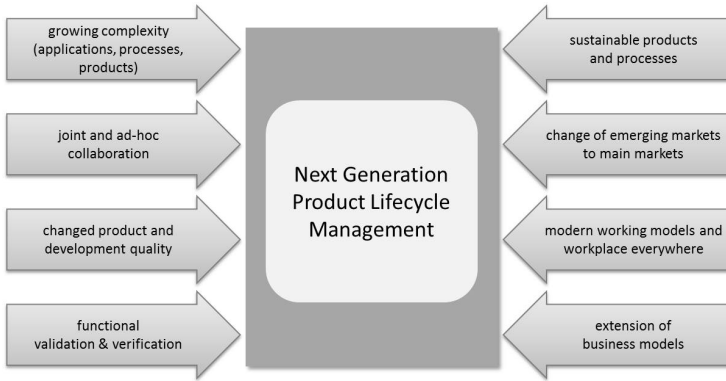 growing complexity
(applications, processes,
products)
joint and ad-hoc
collaboration
changed product and
development quality
functional
validation & verification
Next Generation
Product Lifecycle
Management
sustainable products
and processes
change of emerging markets
to main markets
modern working models and
workplace everywhere
extension of
business models